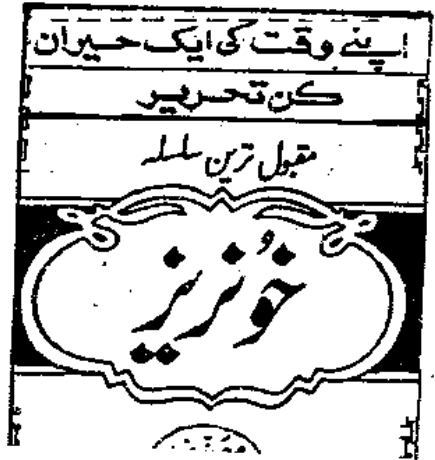 اپنے وقت کی ایک حیران
کن تحریر
مقبول ترین سلسلہ
خونریز